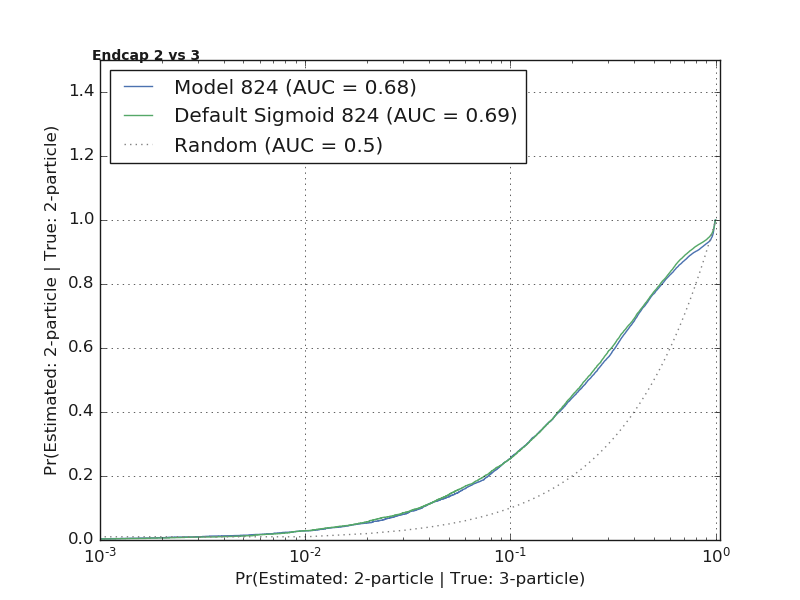 Endcap 2 vs 3
Model 824 (AUC = 0.68)
Default Sigmoid 824 (AUC = 0.69)
Random (AUC = 0.5)
Pr(Estimated: 2-particle | True: 2-particle)
1.4
1.2
1.0
0.8
0.6
0.4
0.2
0.0
10⁻³ 10⁻² 10⁻¹ 10⁰
Pr(Estimated: 2-particle | True: 3-particle)